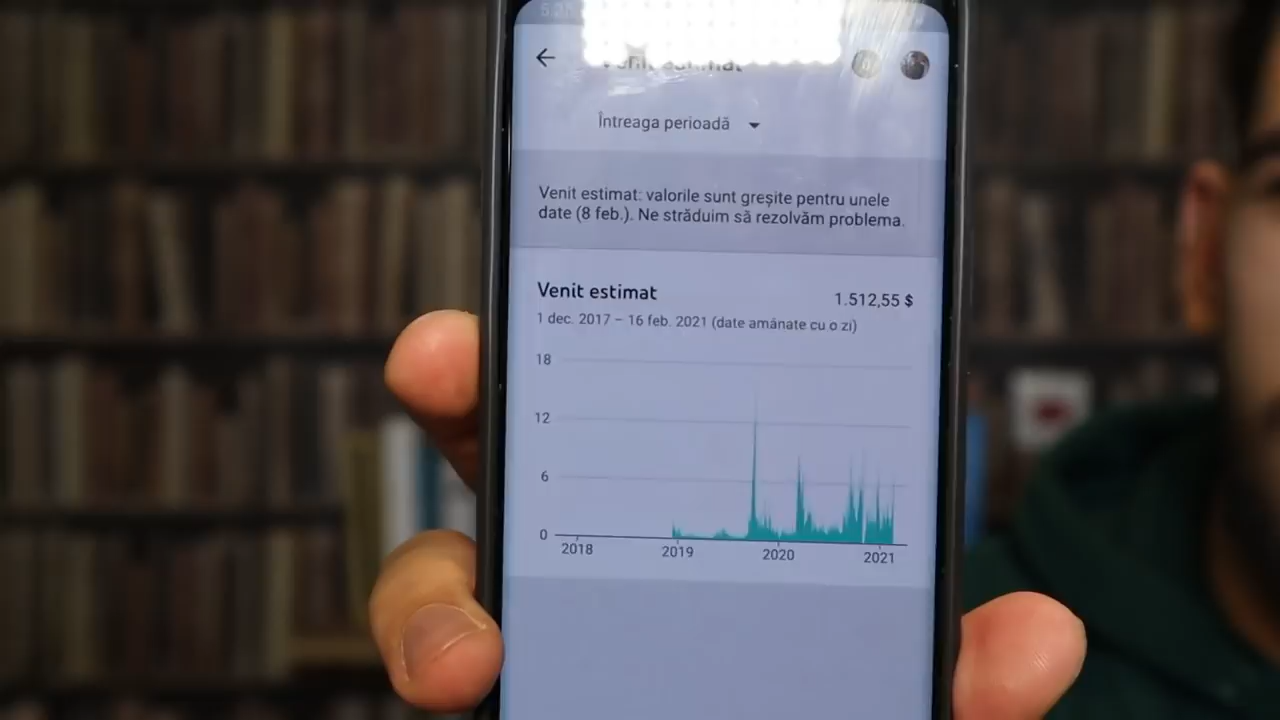 Întreaga perioadă
Venit estimat: valorile sunt greșite pentru unele
date (8 feb.). Ne străduim să rezolvăm problema.
Venit estimat 1.512,55 $
1 dec. 2017 – 16 feb. 2021 (date amânate cu o zi)
18
12
6
0
2018 2019 2020 2021